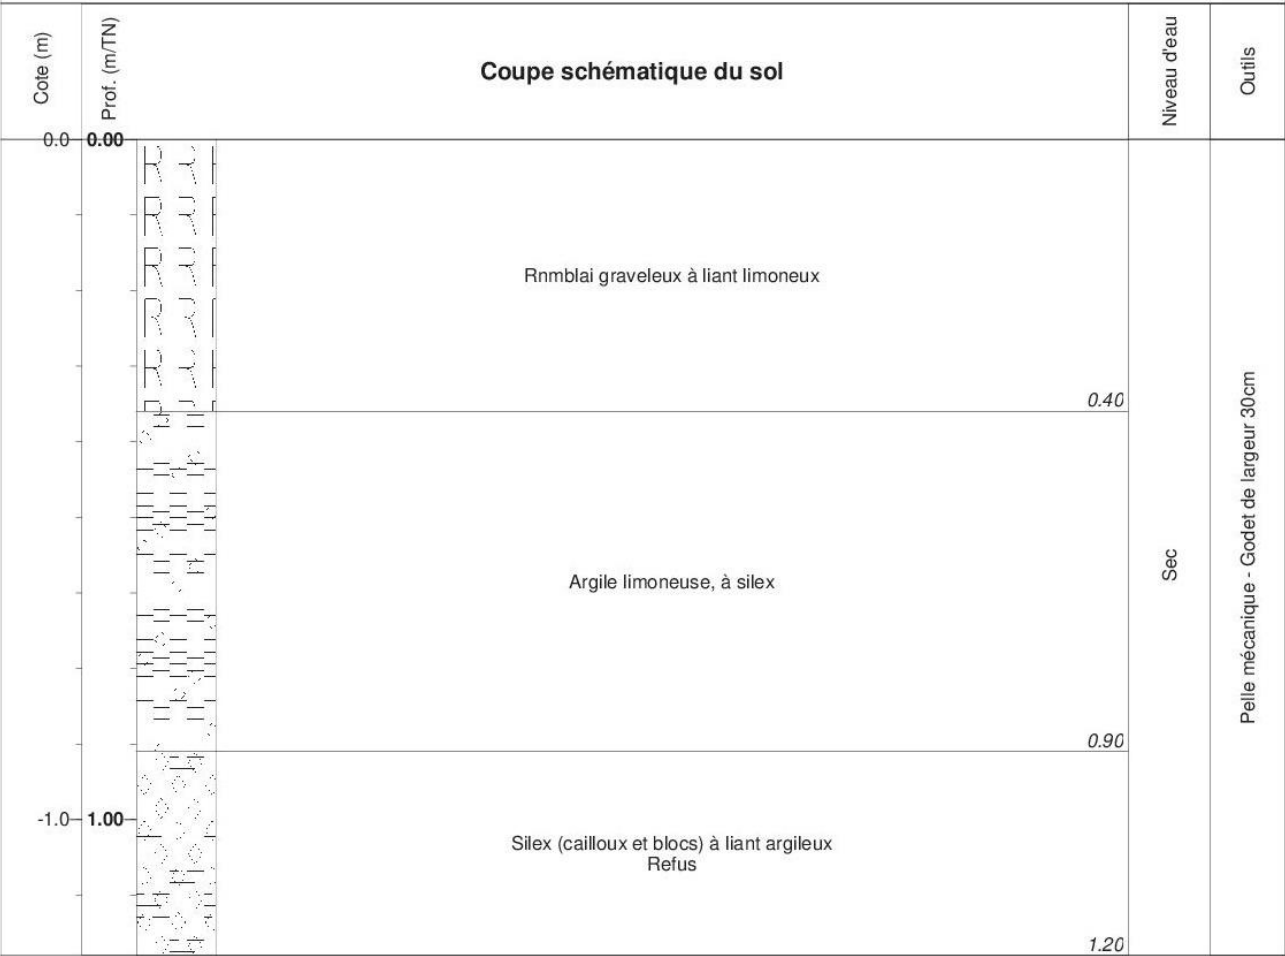 Cote (m)
Prof. (m/TN)
Coupe schématique du sol
Niveau d'eau
Outils
0.0
0.00
Rnmblai graveleux à liant limoneux
0.40
Argile limoneuse, à silex
Sec
Pelle mécanique - Godet de largeur 30cm
0.90
-1.0
1.00
Silex (cailloux et blocs) à liant argileux
Refus
1.20